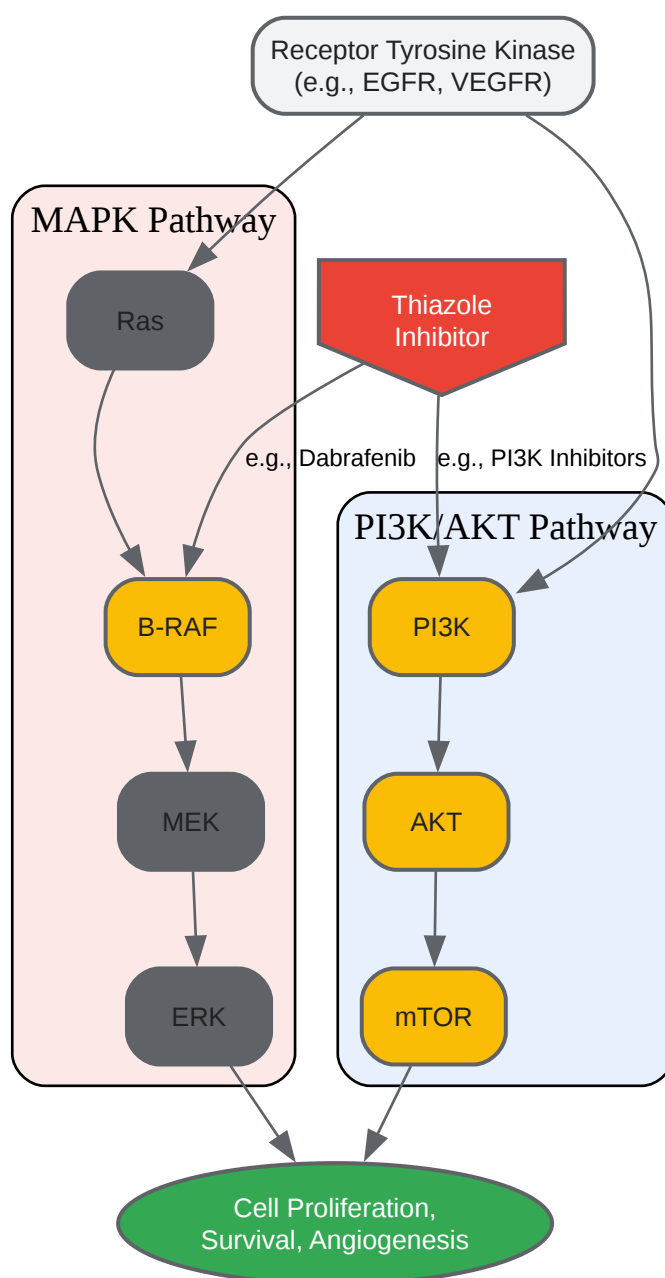 Receptor Tyrosine Kinase
(e.g., EGFR, VEGFR)
MAPK Pathway
Ras
Thiazole
Inhibitor
e.g., Dabrafenib
e.g., PI3K Inhibitors
PI3K/AKT Pathway
B-RAF
PI3K
MEK
AKT
ERK
mTOR
Cell Proliferation,
Survival, Angiogenesis